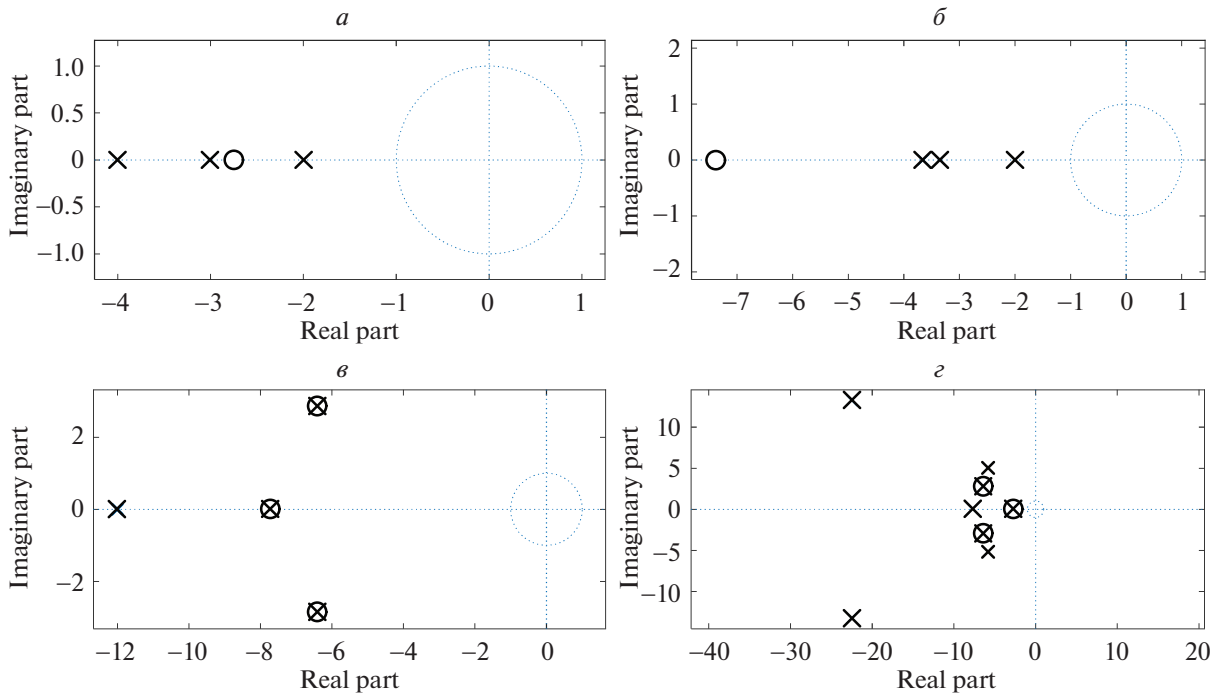 а
Imaginary part
1.0
0.5
0
−0.5
−1.0
−4 −3 −2 −1 0 1
Real part
б
Imaginary part
2
1
0
−1
−2
−7 −6 −5 −4 −3 −2 −1 0 1
Real part
в
Imaginary part
2
0
−2
−12 −10 −8 −6 −4 −2 0
Real part
г
Imaginary part
10
5
0
−5
−10
−40 −30 −20 −10 0 10 20
Real part